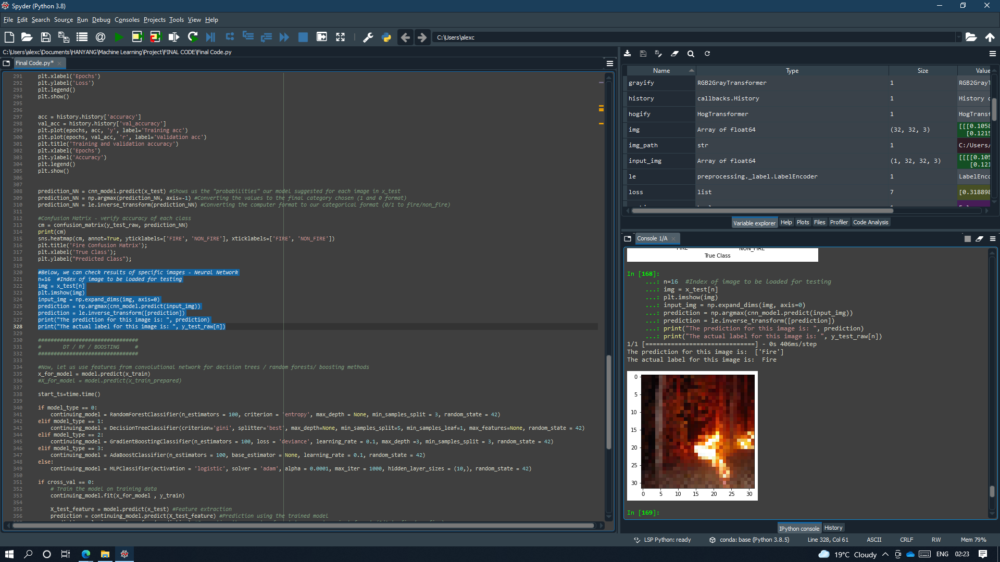 Spyder (Python 3.8)
File Edit Search Source Run Debug Consoles Projects Tools View Help
C:\Users\alexc
C:\Users\alexc\Documents\HANYANG\Machine Learning\Project\FINAL CODE\Final Code.py
Final Code.py*
291 plt.xlabel('Epochs')
292 plt.ylabel('Loss')
293 plt.legend()
294 plt.show()
295
296
297 acc = history.history['accuracy']
298 val_acc = history.history['val_accuracy']
299 plt.plot(epochs, acc, 'y', label='Training acc')
300 plt.plot(epochs, val_acc, 'r', label='Validation acc')
301 plt.title('Training and validation accuracy')
302 plt.xlabel('Epochs')
303 plt.ylabel('Accuracy')
304 plt.legend()
305 plt.show()
306
307
308 prediction_NN = cnn_model.predict(x_test) #Shows us the "probabilities" our model suggested for each image in x_test
309 prediction_NN = np.argmax(prediction_NN, axis=-1) #Converting the values to the final category chosen (1 and 0 format)
310 prediction_NN = le.inverse_transform(prediction_NN) #Converting the computer format to our categorical format (0/1 to fire/non_fire)
311
312 #Confusion Matrix - verify accuracy of each class
313 cm = confusion_matrix(y_test_raw, prediction_NN)
314 print(cm)
315 sns.heatmap(cm, annot=True, yticklabels=['FIRE', 'NON_FIRE'], xticklabels=['FIRE', 'NON_FIRE'])
316 plt.title('Fire Confusion Matrix');
317 plt.xlabel('True Class');
318 plt.ylabel("Predicted Class");
319
320 #Below, we can check results of specific images - Neural Network
321 n=16 #Index of image to be loaded for testing
322 img = x_test[n]
323 plt.imshow(img)
324 input_img = np.expand_dims(img, axis=0)
325 prediction = np.argmax(cnn_model.predict(input_img))
326 prediction = le.inverse_transform([prediction])
327 print("The prediction for this image is: ", prediction)
328 print("The actual label for this image is: ", y_test_raw[n])
329
330 ################################
331 # DT / RF / BOOSTING #
332 ################################
333
334 #Now, let us use features from convolutional network for decision trees / random forests/ boosting methods
335 x_for_model = model.predict(x_train)
336 #X_for_model = model.predict(x_train_prepared)
337
338 start_ts=time.time()
339
340 if model_type == 0:
341 continuing_model = RandomForestClassifier(n_estimators = 100, criterion = 'entropy', max_depth = None, min_samples_split = 3, random_state = 42)
342 elif model_type == 1:
343 continuing_model = DecisionTreeClassifier(criterion='gini', splitter='best', max_depth=None, min_samples_split=5, min_samples_leaf=1, max_features=None, random_state = 42)
344 elif model_type == 2:
345 continuing_model = GradientBoostingClassifier(n_estimators = 100, loss = 'deviance', learning_rate = 0.1, max_depth =3, min_samples_split = 3, random_state = 42)
346 elif model_type == 3:
347 continuing_model = AdaBoostClassifier(n_estimators = 100, base_estimator = None, learning_rate = 0.1, random_state = 42)
348 else:
349 continuing_model = MLPClassifier(activation = 'logistic', solver = 'adam', alpha = 0.0001, max_iter = 1000, hidden_layer_sizes = (10,), random_state = 42)
350
351 if cross_val == 0:
352 # Train the model on training data
353 continuing_model.fit(x_for_model , y_train)
354
355 X_test_feature = model.predict(x_test) #Feature extraction
356 prediction = continuing_model.predict(X_test_feature) #Prediction using the trained model
Name Type Size Value
grayify RGB2GrayTransformer 1 RGB2GrayT
history callbacks.History 1 History o
hogify HogTransformer 1 HogTransf
img Array of float64 (32, 32, 3) [[[0.1058
[0.1215
img_path str 1 C:/Users/
input_img Array of float64 (1, 32, 32, 3) [[[[0.105
[0.121
le preprocessing._label.LabelEncoder 1 LabelEnco
loss list 7 [0.318898
Variable explorer Help Plots Files Profiler Code Analysis
Console 1/A
FIRE NON_FIRE
True Class
In [168]:
...: n=16 #Index of image to be loaded for testing
...: img = x_test[n]
...: plt.imshow(img)
...: input_img = np.expand_dims(img, axis=0)
...: prediction = np.argmax(cnn_model.predict(input_img))
...: prediction = le.inverse_transform([prediction])
...: print("The prediction for this image is: ", prediction)
...: print("The actual label for this image is: ", y_test_raw[n])
1/1 [==============================] - 0s 406ms/step
The prediction for this image is: ['Fire']
The actual label for this image is: Fire
0
5
10
15
20
25
30
0 5 10 15 20 25 30
In [169]:
IPython console History
LSP Python: ready conda: base (Python 3.8.5) Line 328, Col 61 ASCII CRLF RW Mem 79%
19°C Cloudy ENG 02:23